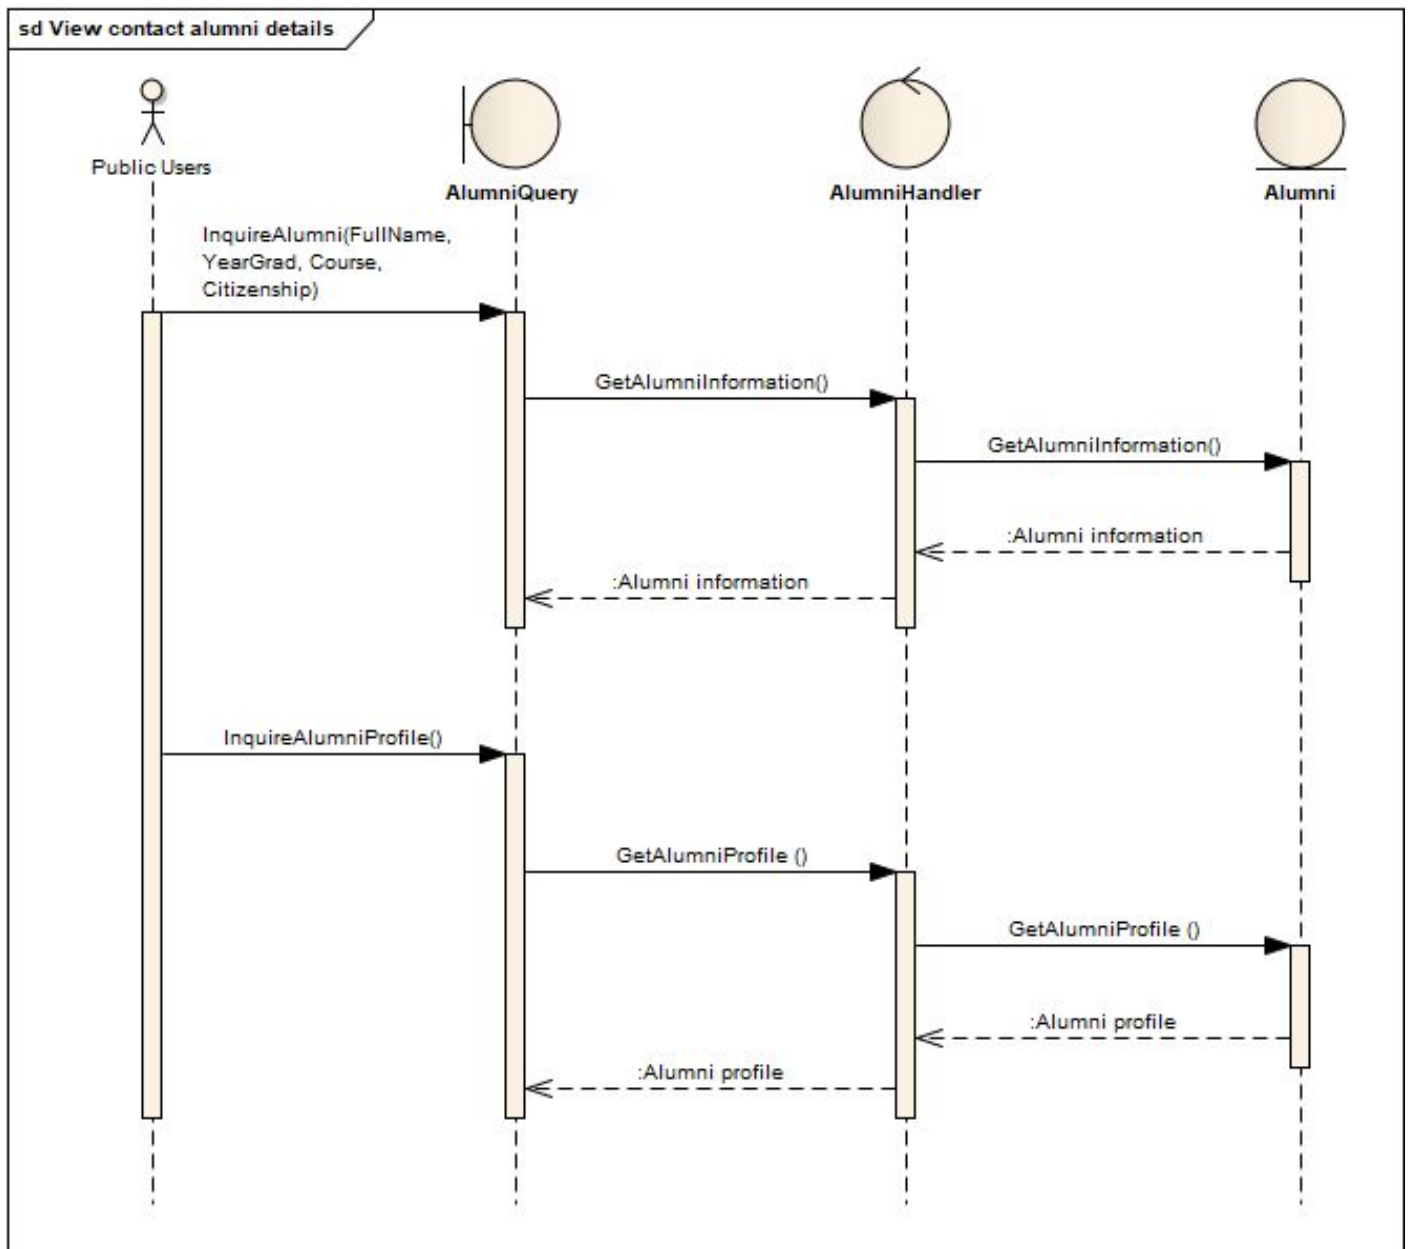 sd View contact alumni details
Public Users
AlumniQuery
AlumniHandler
Alumni
InquireAlumni(FullName,
YearGrad, Course,
Citizenship)
GetAlumniInformation()
GetAlumniInformation()
:Alumni information
:Alumni information
InquireAlumniProfile()
GetAlumniProfile ()
GetAlumniProfile ()
:Alumni profile
:Alumni profile